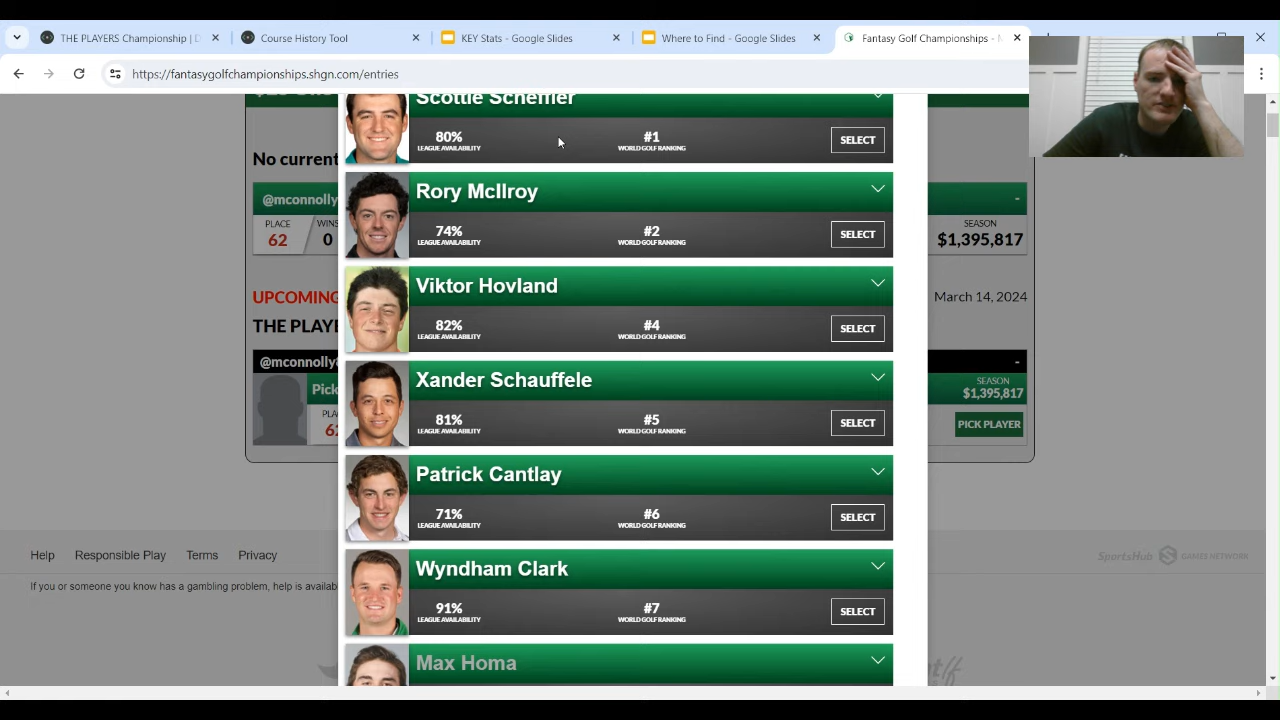 THE PLAYERS Championship | D
Course History Tool
KEY Stats - Google Slides
Where to Find - Google Slides
Fantasy Golf Championships - M
https://fantasygolfchampionships.shgn.com/entri
Scottie Scheffler
80%
LEAGUE AVAILABILITY
#1
WORLD GOLF RANKING
SELECT
Rory McIlroy
74%
LEAGUE AVAILABILITY
#2
WORLD GOLF RANKING
SELECT
Viktor Hovland
82%
LEAGUE AVAILABILITY
#4
WORLD GOLF RANKING
SELECT
Xander Schauffele
81%
LEAGUE AVAILABILITY
#5
WORLD GOLF RANKING
SELECT
Patrick Cantlay
71%
LEAGUE AVAILABILITY
#6
WORLD GOLF RANKING
SELECT
Wyndham Clark
91%
LEAGUE AVAILABILITY
#7
WORLD GOLF RANKING
SELECT
Max Homa
No current
@mconnolly
PLACE
62
WINS
0
SEASON
$1,395,817
UPCOMING
March 14, 2024
THE PLAYE
@mconnolly8
Pick
PLA
62
SEASON
$1,395,817
PICK PLAYER
Help
Responsible Play
Terms
Privacy
SportsHub S GAMES NETWORK
If you or someone you know has a gambling problem, help is availab